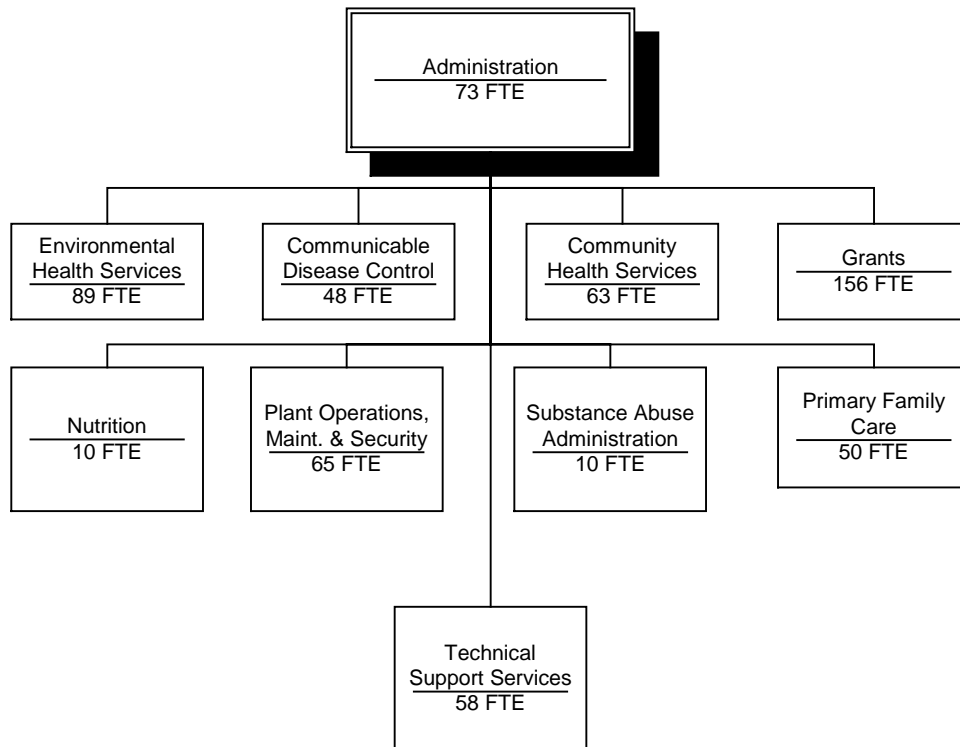 Administration
73 FTE
Environmental
Health Services
89 FTE
Communicable
Disease Control
48 FTE
Community
Health Services
63 FTE
Grants
156 FTE
Nutrition
10 FTE
Plant Operations,
Maint. & Security
65 FTE
Substance Abuse
Administration
10 FTE
Primary Family
Care
50 FTE
Technical
Support Services
58 FTE